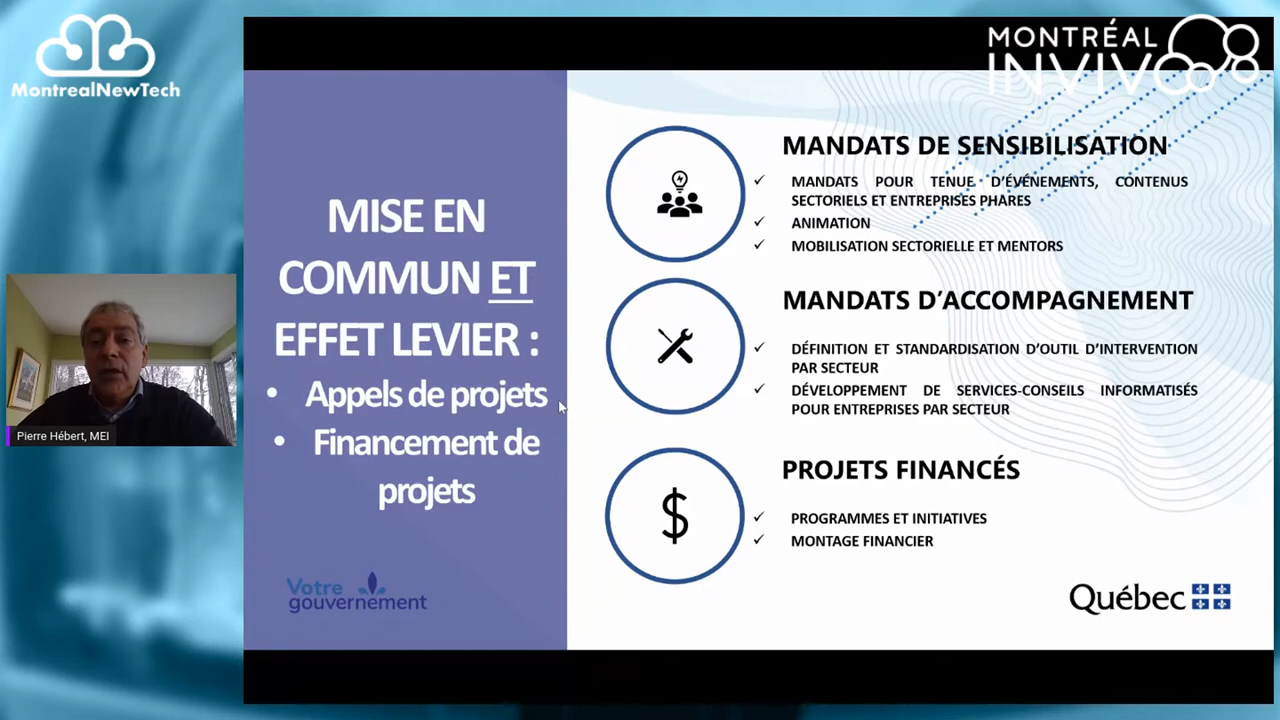 MontrealNewTech
MONTRÉAL
INVIVO
MISE EN
COMMUN ET
EFFET LEVIER :
• Appels de projets
• Financement de
projets
Votre
gouvernement
MANDATS DE SENSIBILISATION
✓ MANDATS POUR TENUE D'ÉVÉNEMENTS, CONTENUS
SECTORIELS ET ENTREPRISES PHARES
✓ ANIMATION
✓ MOBILISATION SECTORIELLE ET MENTORS
MANDATS D'ACCOMPAGNEMENT
✓ DÉFINITION ET STANDARDISATION D'OUTIL D'INTERVENTION
PAR SECTEUR
✓ DÉVELOPPEMENT DE SERVICES-CONSEILS INFORMATISÉS
POUR ENTREPRISES PAR SECTEUR
$
PROJETS FINANCÉS
✓ PROGRAMMES ET INITIATIVES
✓ MONTAGE FINANCIER
Québec
Pierre Hébert, MEI